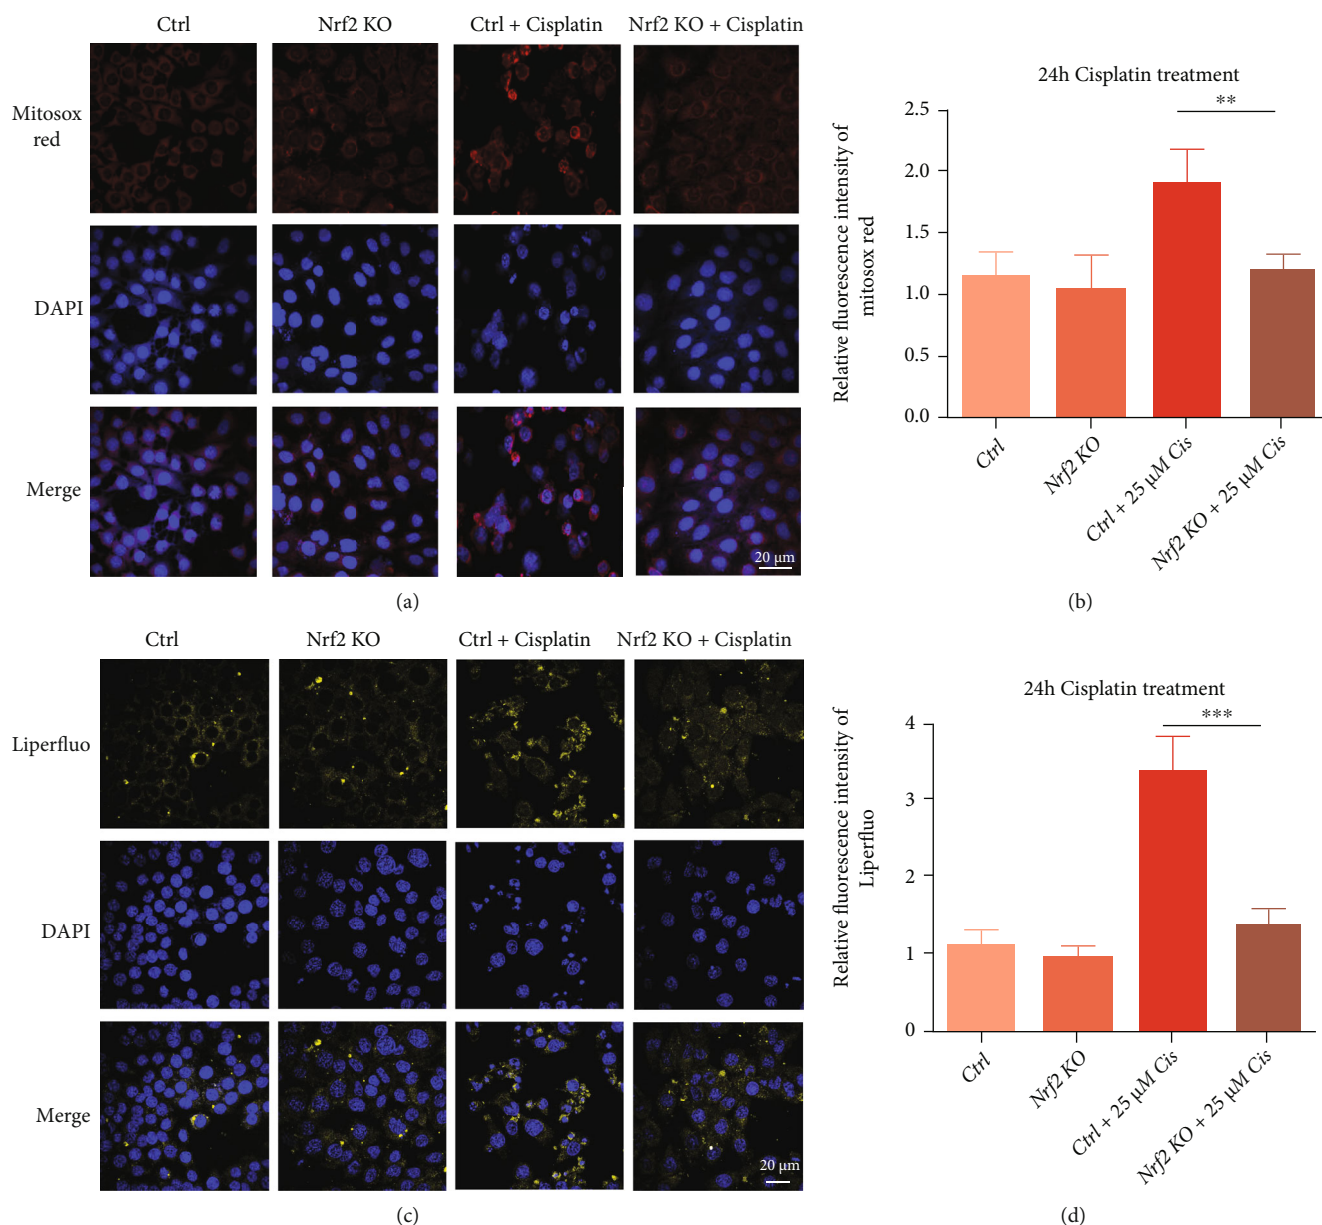 Ctrl
Nrf2 KO
Ctrl + Cisplatin
Nrf2 KO + Cisplatin
Mitosox
red
DAPI
Merge
20 μm
(a)
24h Cisplatin treatment
**
Relative fluorescence intensity of
mitosox red
2.5
2.0
1.5
1.0
0.5
0.0
Ctrl
Nrf2 KO
Ctrl + 25 μM Cis
Nrf2 KO + 25 μM Cis
(b)
Ctrl
Nrf2 KO
Ctrl + Cisplatin
Nrf2 KO + Cisplatin
Liperfluo
DAPI
Merge
20 μm
(c)
24h Cisplatin treatment
***
Relative fluorescence intensity of
Liperfluo
4
3
2
1
0
Ctrl
Nrf2 KO
Ctrl + 25 μM Cis
Nrf2 KO + 25 μM Cis
(d)